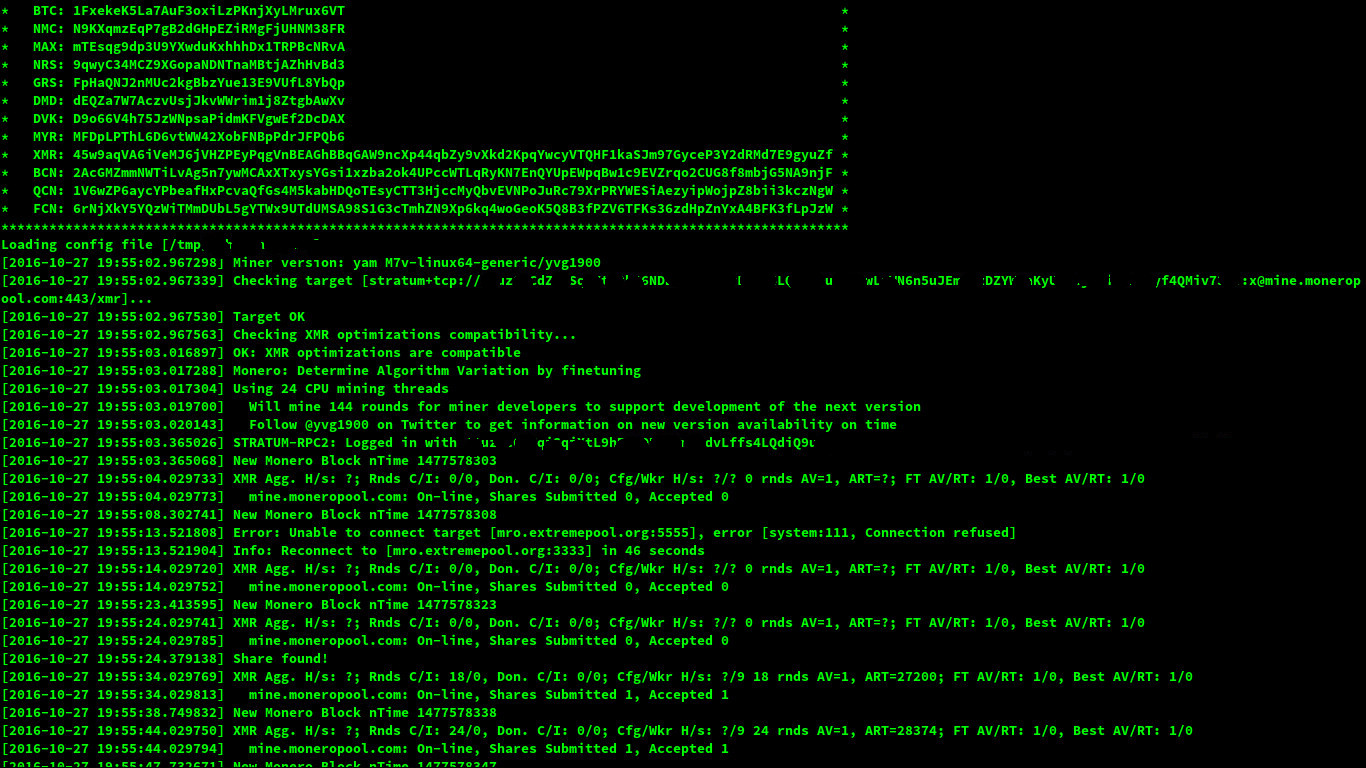 * BTC: 1FxekeK5La7AuF3oxiLzPKnjXyLMrux6VT *
* NMC: N9KXqmzEqP7gB2dGHpEZiRMgFjUHNM38FR *
* MAX: mTEsqg9dp3U9YXwduKxhhhDx1TRPBcNRvA *
* NRS: 9qwyC34MCZ9XGopaNDNTnaMBtjAZhHvBd3 *
* GRS: FpHaQNJ2nMUc2kgBbzYue13E9VUfL8YbQp *
* DMD: dEQZa7W7AczvUsjJkvWWrim1j8ZtgbAwXv *
* DVK: D9o66V4h75JzWNpsaPidmKFVgwEf2DcDAX *
* MYR: MFDpLPThL6D6vtWW42XobFNBpPdrJFPQb6 *
* XMR: 45w9aqVA6iVeMJ6jVHZPEyPqgVnBEAGhBBqGAW9ncXp44qbZy9vXkd2KpqYwcyVTQHF1kaSJm97GyceP3Y2dRMd7E9gyuZf *
* BCN: 2AcGMZmmNWTiLvAg5n7ywMCAxXTxysYGsi1xzba2ok4UPccWTLqRyKN7EnQYUpEWpqBw1c9EVZrqo2CUG8f8mbjG5NA9njF *
* QCN: 1V6wZP6aycYPbeafHxPcvaQfGs4M5kabHDQoTEsyCTT3HjccMyQbvEVNPoJuRc79XrPRYWESiAezyipWojpZ8bii3kczNgW *
* FCN: 6rNjXkY5YQzWiTMmDUbL5gYTWx9UTdUMSA98S1G3cTmhZN9Xp6kq4woGeoK5Q8B3fPZV6TFKs36zdHpZnYxA4BFK3fLpJzW *
**********************************************************************************************************
Loading config file [/tmp
[2016-10-27 19:55:02.967298] Miner version: yam M7v-linux64-generic/yvg1900
[2016-10-27 19:55:02.967339] Checking target [stratum+tcp:// :x@mine.monerop
ool.com:443/xmr]...
[2016-10-27 19:55:02.967530] Target OK
[2016-10-27 19:55:02.967563] Checking XMR optimizations compatibility...
[2016-10-27 19:55:03.016897] OK: XMR optimizations are compatible
[2016-10-27 19:55:03.017288] Monero: Determine Algorithm Variation by finetuning
[2016-10-27 19:55:03.017304] Using 24 CPU mining threads
[2016-10-27 19:55:03.019700] Will mine 144 rounds for miner developers to support development of the next version
[2016-10-27 19:55:03.020143] Follow @yvg1900 on Twitter to get information on new version availability on time
[2016-10-27 19:55:03.365026] STRATUM-RPC2: Logged in with
[2016-10-27 19:55:03.365068] New Monero Block nTime 1477578303
[2016-10-27 19:55:04.029733] XMR Agg. H/s: ?; Rnds C/I: 0/0, Don. C/I: 0/0; Cfg/Wkr H/s: ?/? 0 rnds AV=1, ART=?; FT AV/RT: 1/0, Best AV/RT: 1/0
[2016-10-27 19:55:04.029773] mine.moneropool.com: On-line, Shares Submitted 0, Accepted 0
[2016-10-27 19:55:08.302741] New Monero Block nTime 1477578308
[2016-10-27 19:55:13.521808] Error: Unable to connect target [mro.extremepool.org:5555], error [system:111, Connection refused]
[2016-10-27 19:55:13.521904] Info: Reconnect to [mro.extremepool.org:3333] in 46 seconds
[2016-10-27 19:55:14.029720] XMR Agg. H/s: ?; Rnds C/I: 0/0, Don. C/I: 0/0; Cfg/Wkr H/s: ?/? 0 rnds AV=1, ART=?; FT AV/RT: 1/0, Best AV/RT: 1/0
[2016-10-27 19:55:14.029752] mine.moneropool.com: On-line, Shares Submitted 0, Accepted 0
[2016-10-27 19:55:23.413595] New Monero Block nTime 1477578323
[2016-10-27 19:55:24.029741] XMR Agg. H/s: ?; Rnds C/I: 0/0, Don. C/I: 0/0; Cfg/Wkr H/s: ?/? 0 rnds AV=1, ART=?; FT AV/RT: 1/0, Best AV/RT: 1/0
[2016-10-27 19:55:24.029785] mine.moneropool.com: On-line, Shares Submitted 0, Accepted 0
[2016-10-27 19:55:24.379138] Share found!
[2016-10-27 19:55:34.029769] XMR Agg. H/s: ?; Rnds C/I: 18/0, Don. C/I: 0/0; Cfg/Wkr H/s: ?/9 18 rnds AV=1, ART=27200; FT AV/RT: 1/0, Best AV/RT: 1/0
[2016-10-27 19:55:34.029813] mine.moneropool.com: On-line, Shares Submitted 1, Accepted 1
[2016-10-27 19:55:38.749832] New Monero Block nTime 1477578338
[2016-10-27 19:55:44.029750] XMR Agg. H/s: ?; Rnds C/I: 24/0, Don. C/I: 0/0; Cfg/Wkr H/s: ?/9 24 rnds AV=1, ART=28374; FT AV/RT: 1/0, Best AV/RT: 1/0
[2016-10-27 19:55:44.029794] mine.moneropool.com: On-line, Shares Submitted 1, Accepted 1
[2016-10-27 19:55:47.732671] New Monero Block nTime 1477578347